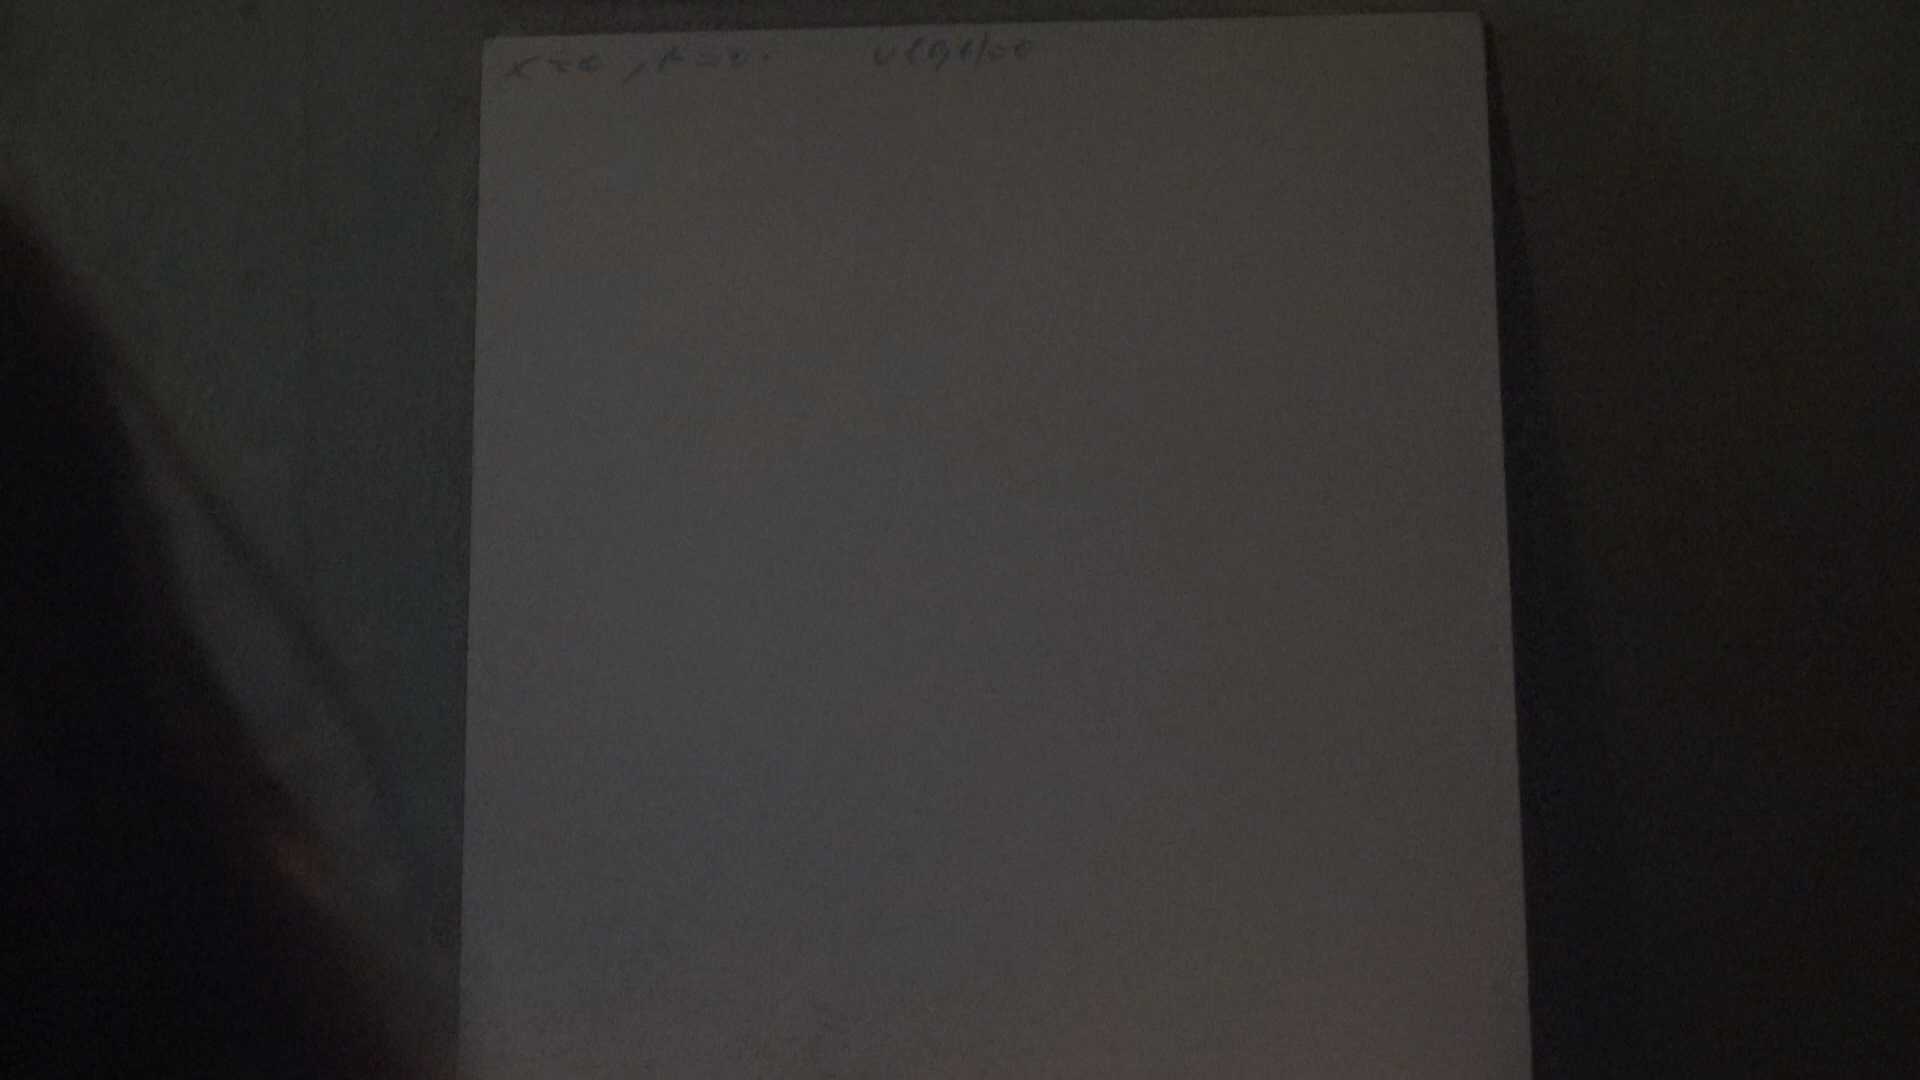 x > 0, t > 0. u(0,t)=0